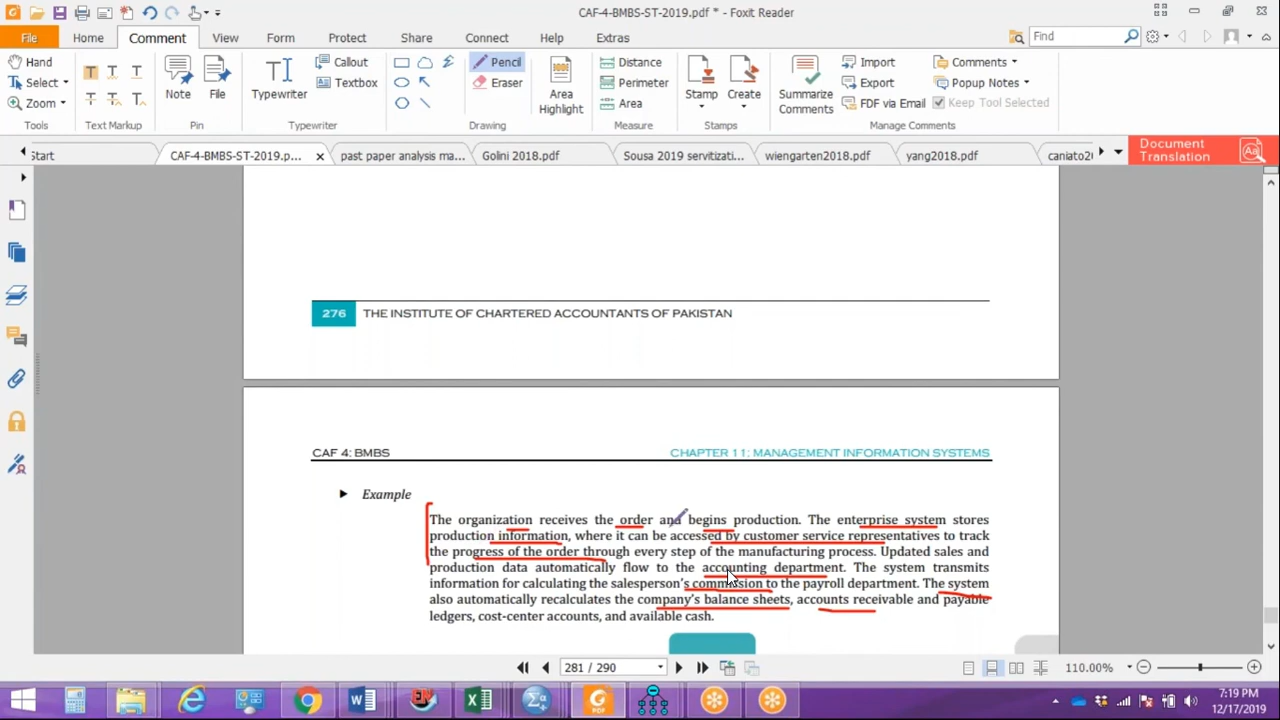 CAF-4-BMBS-ST-2019.pdf * - Foxit Reader
File Home Comment View Form Protect Share Connect Help Extras Find
Hand Callout Pencil Distance Import Comments
Select Note File Typewriter Textbox Eraser Area Highlight Perimeter Stamp Create Summarize Comments Export Popup Notes
Zoom Area FDF via Email Keep Tool Selected
Tools Text Markup Pin Typewriter Drawing Measure Stamps Manage Comments
Start CAF-4-BMBS-ST-2019.p... past paper analysis ma... Golini 2018.pdf Sousa 2019 servitizati... wiengarten2018.pdf yang2018.pdf caniato20 Document Translation
276 THE INSTITUTE OF CHARTERED ACCOUNTANTS OF PAKISTAN
CAF 4: BMBS CHAPTER 11: MANAGEMENT INFORMATION SYSTEMS
Example
The organization receives the order and begins production. The enterprise system stores
production information, where it can be accessed by customer service representatives to track
the progress of the order through every step of the manufacturing process. Updated sales and
production data automatically flow to the accounting department. The system transmits
information for calculating the salesperson's commission to the payroll department. The system
also automatically recalculates the company's balance sheets, accounts receivable and payable
ledgers, cost-center accounts, and available cash.
281 / 290 110.00%
7:19 PM
12/17/2019